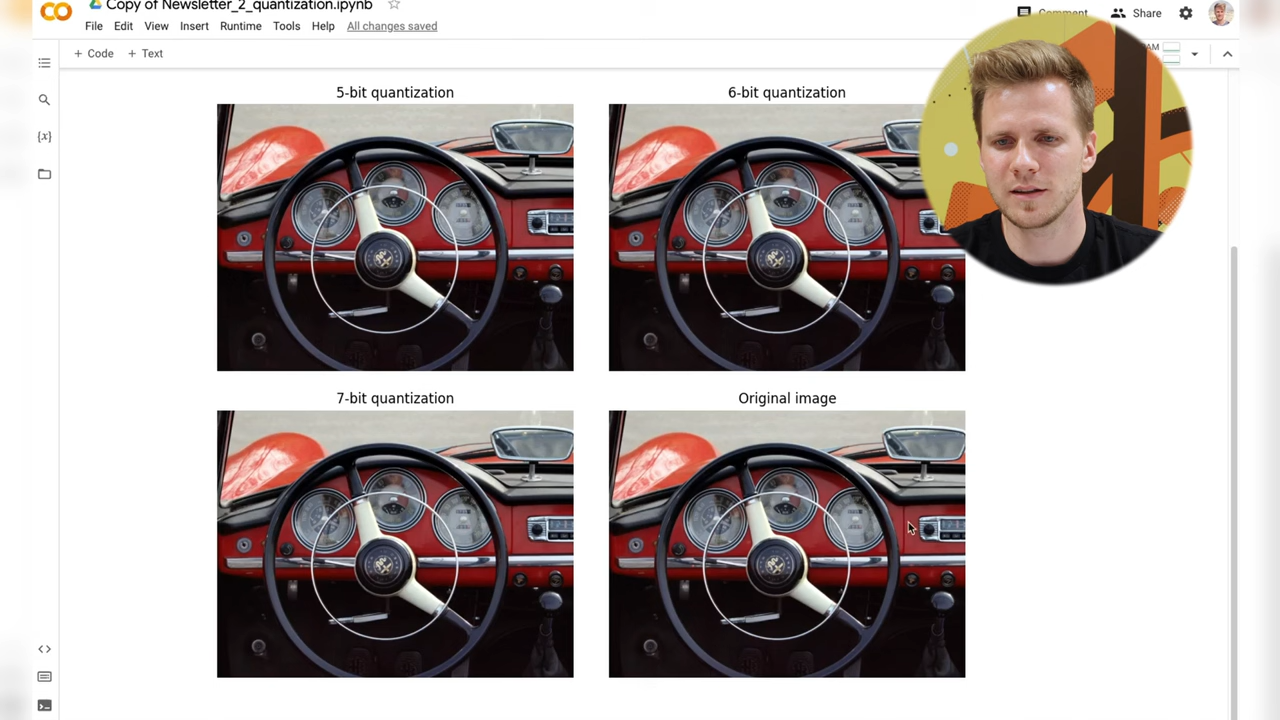 Copy of Newsletter_2_quantization.ipynb
File Edit View Insert Runtime Tools Help All changes saved
Comment Share
+ Code + Text
AM
{x}
5-bit quantization 6-bit quantization
7-bit quantization Original image